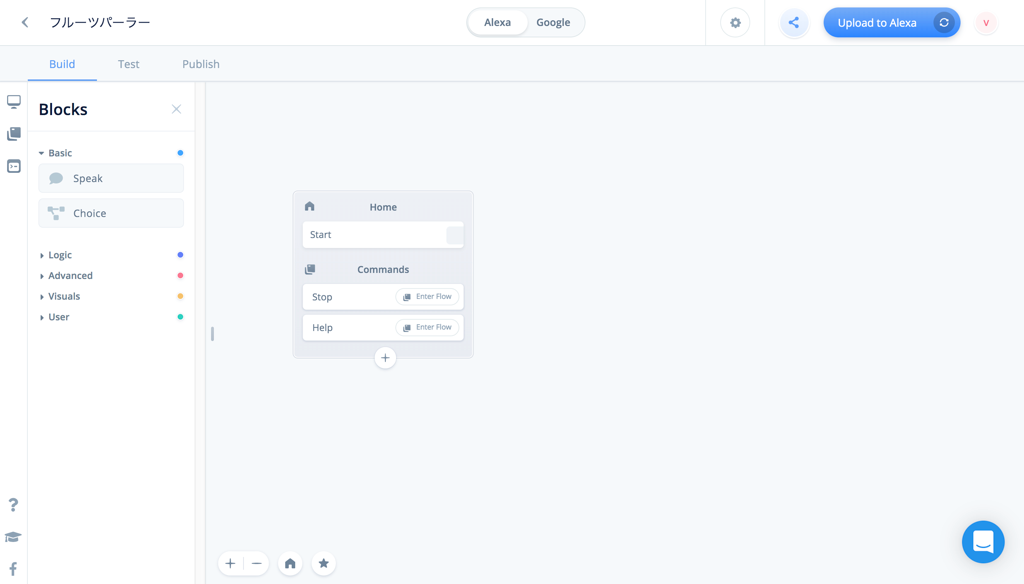 フルーツパーラー
Alexa
Google
Upload to Alexa
V
Build
Test
Publish
Blocks
Basic
Speak
Choice
Logic
Advanced
Visuals
User
Home
Start
Commands
Stop
Enter Flow
Help
Enter Flow